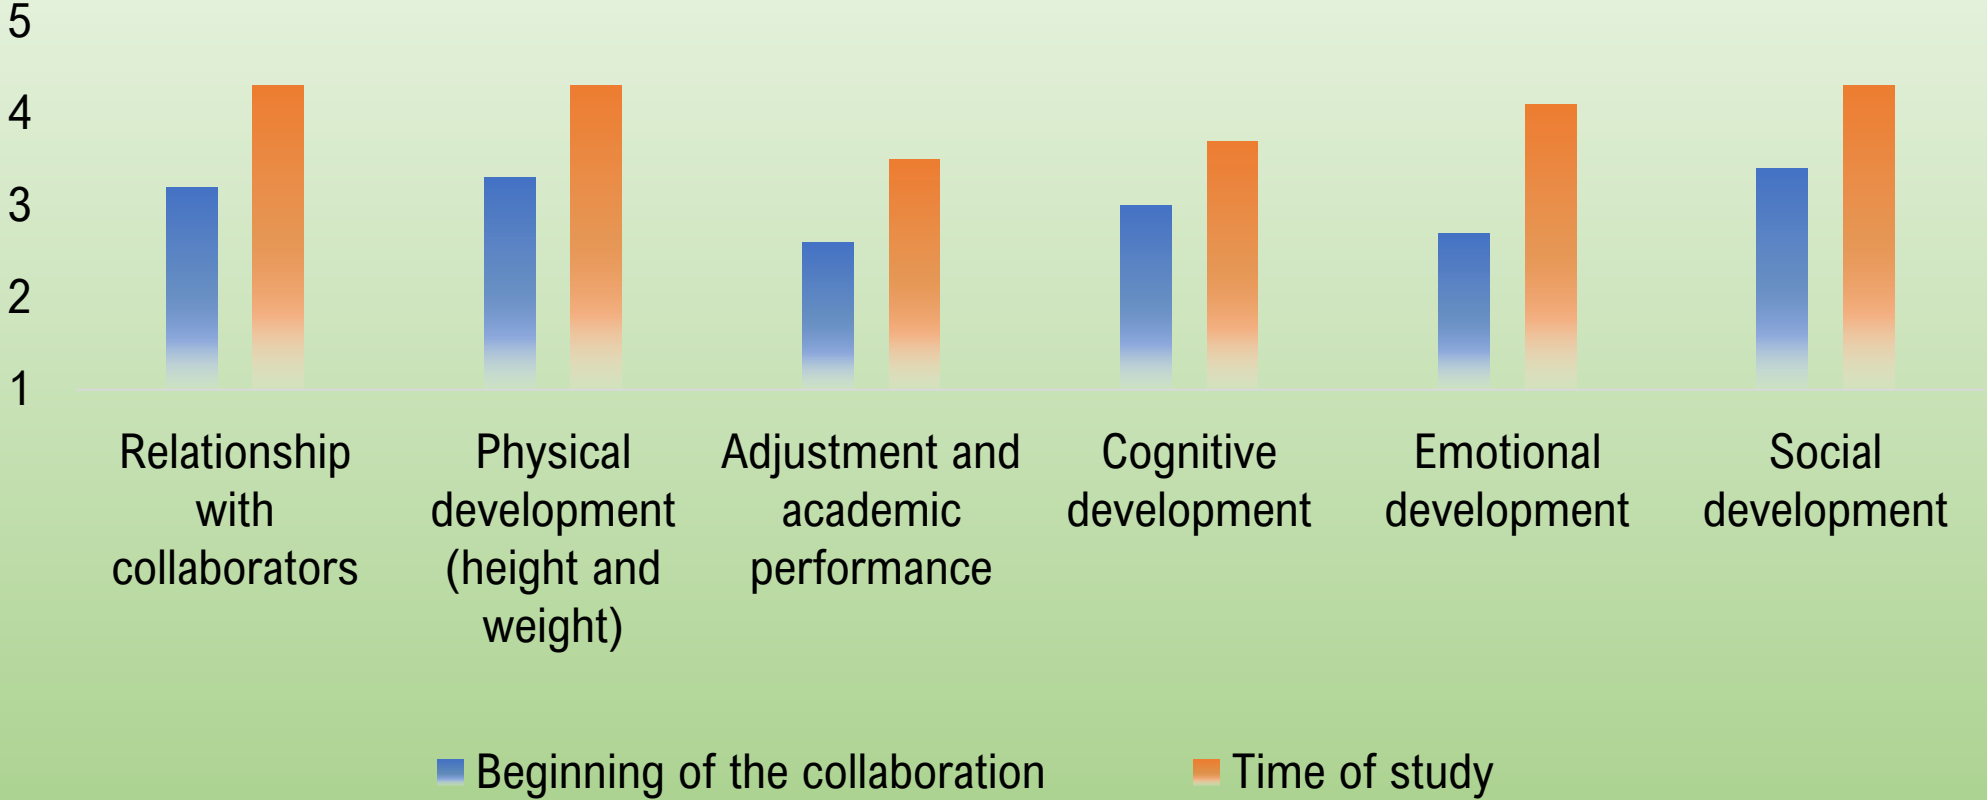 5
4
3
2
1
Relationship
with
collaborators
Physical
development
(height and
weight)
Adjustment and
academic
performance
Cognitive
development
Emotional
development
Social
development
Beginning of the collaboration
Time of study